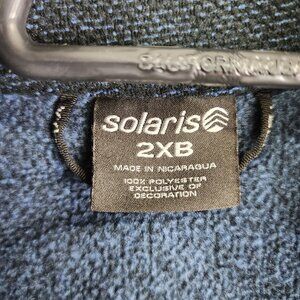 solaris
2XB
MADE IN NICARAGUA
100% POLYESTER
EXCLUSIVE OF
DECORATION